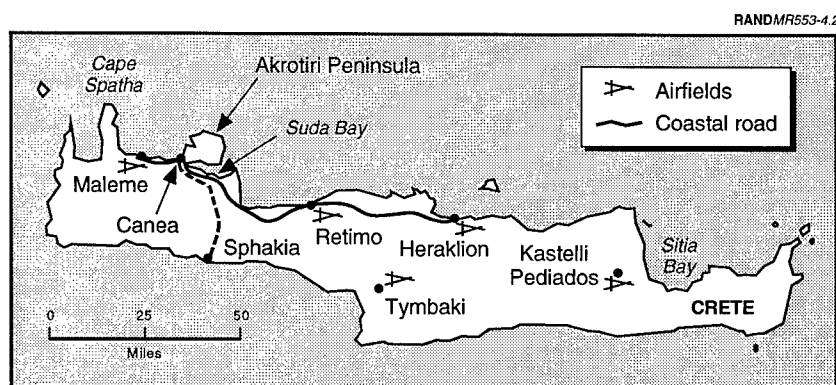 RANDMR553-4.2
Cape
Spatha
Akrotiri Peninsula
Suda Bay
Airfields
Coastal road
Maleme
Canea
Sphakia
Retimo
Heraklion
Kastelli
Pediados
Sitia
Bay
Tymbaki
CRETE
0 25 50
Miles